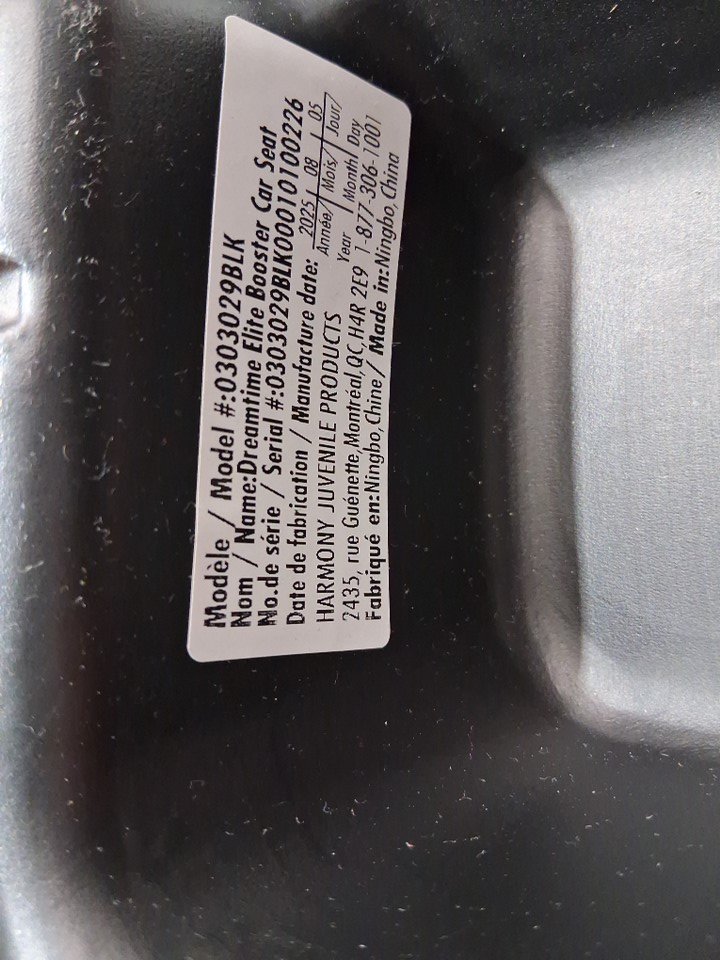 Modèle / Model #:0303029BLK
Nom / Name:Dreamtime Elite Booster Car Seat
No.de série / Serial #:0303029BLK00010100226
Date de fabrication / Manufacture date: 2025 | 08 | 05
Année/ Mois/ Jour/
Year Month Day
HARMONY JUVENILE PRODUCTS
2435, rue Guénette,Montréal,QC,H4R 2E9 1-877-306-1001
Fabriqué en:Ningbo,Chine / Made in:Ningbo,China